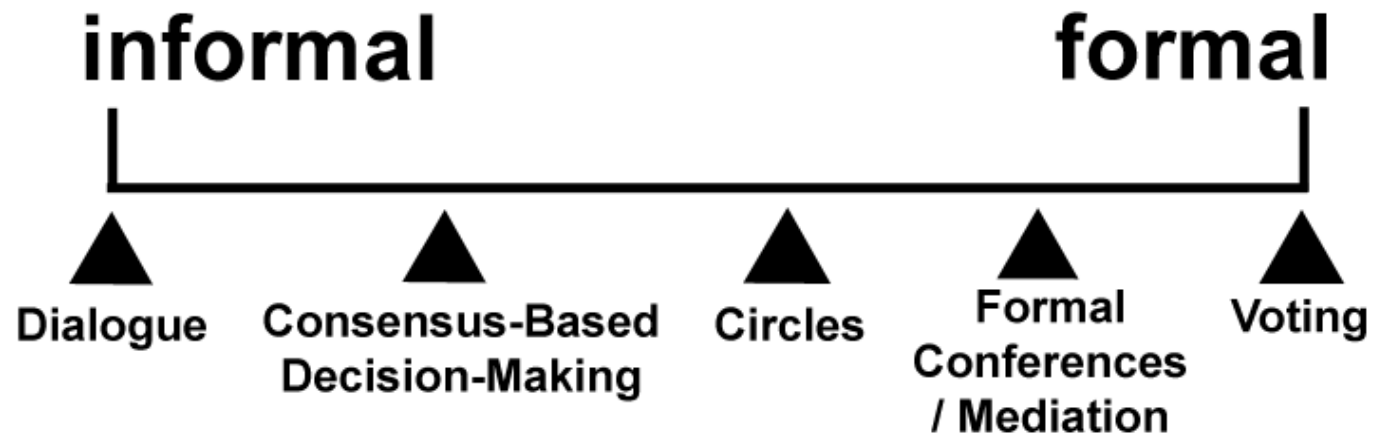 informal
formal
Dialogue
Consensus-Based
Decision-Making
Circles
Formal
Conferences
/ Mediation
Voting